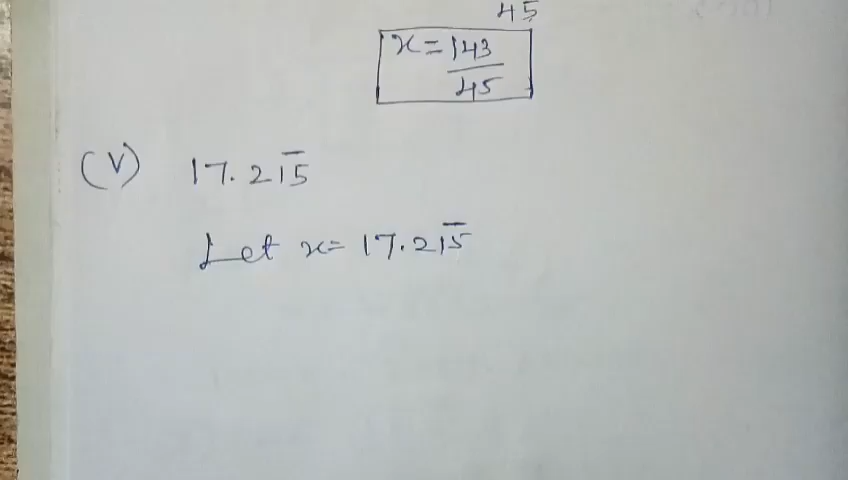 45
x = 143
45
(V) 17.21̅5̅
Let x = 17.21̅5̅